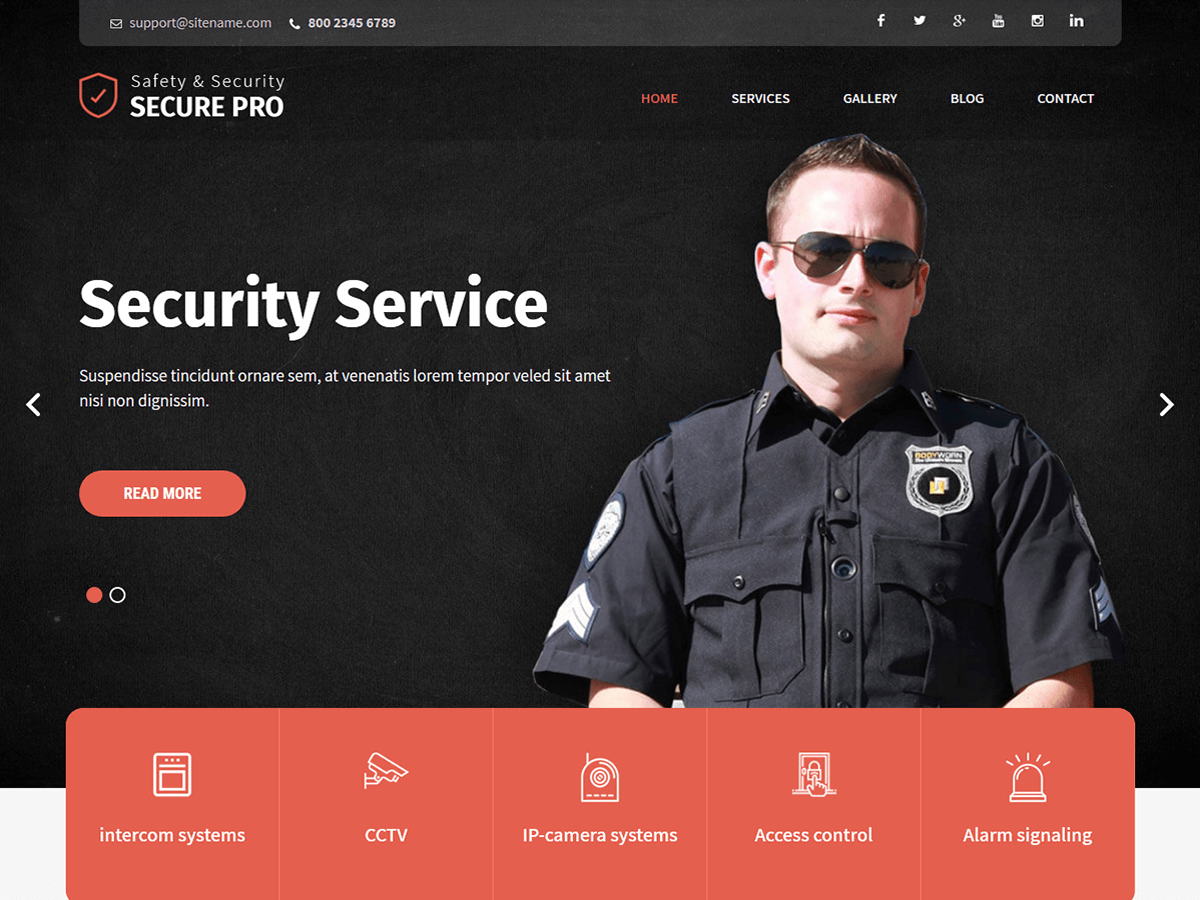 support@sitename.com 800 2345 6789
Safety & Security
SECURE PRO
HOME SERVICES GALLERY BLOG CONTACT
Security Service
Suspendisse tincidunt ornare sem, at venenatis lorem tempor veled sit amet
nisi non dignissim.
READ MORE
BODYWORN
intercom systems CCTV IP-camera systems Access control Alarm signaling